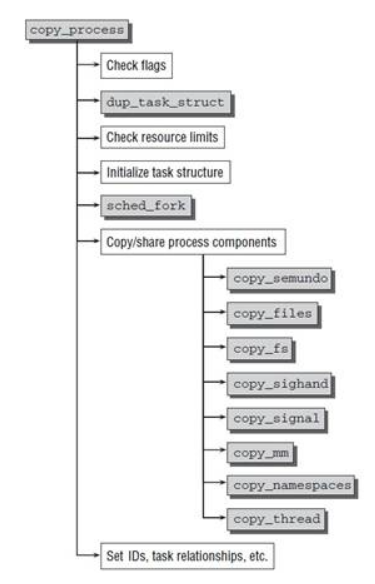 copy_process
Check flags
dup_task_struct
Check resource limits
Initialize task structure
sched_fork
Copy/share process components
copy_semundo
copy_files
copy_fs
copy_sighand
copy_signal
copy_mm
copy_namespaces
copy_thread
Set IDs, task relationships, etc.